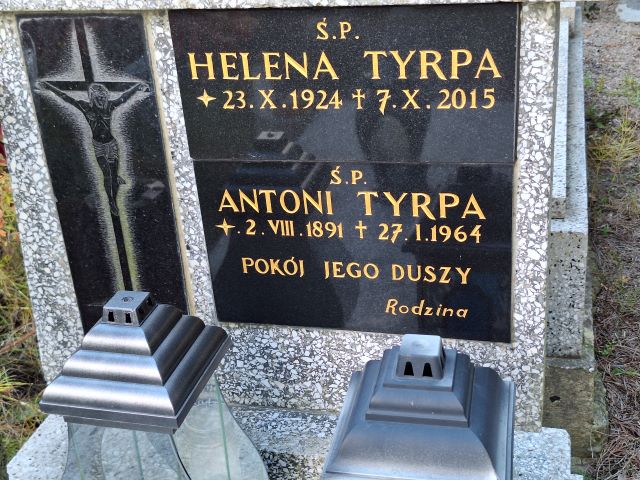 Ś.P.
HELENA TYRPA
✦ 23.X.1924 ✝ 7.X.2015
Ś.P.
ANTONI TYRPA
✦ 2.VIII.1891 ✝ 27.I.1964
POKÓJ JEGO DUSZY
Rodzina